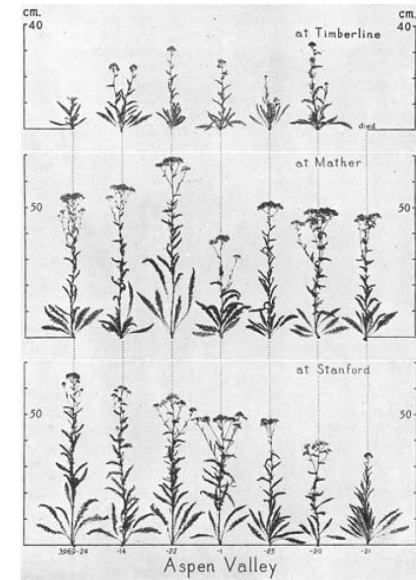 cm. cm.
40 40
at Timberline
died
at Mather
50 50
at Stanford
50 50
3969-24 -14 -22 -1 -25 -20 -21
Aspen Valley